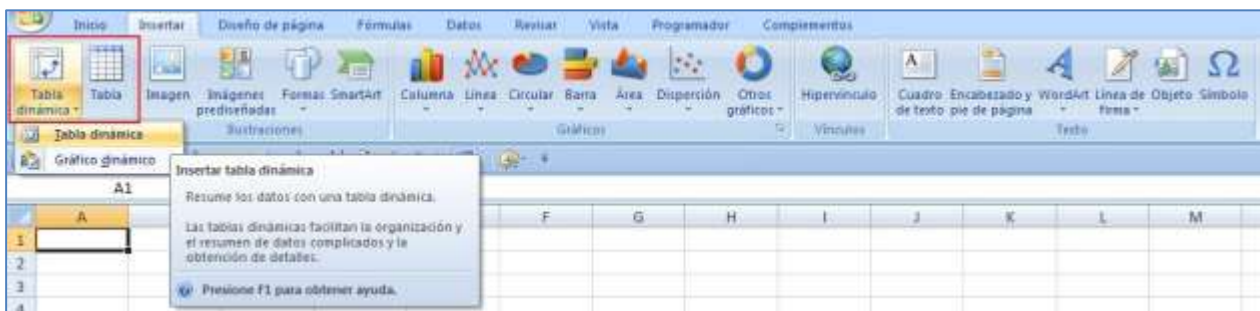 Inicio Insertar Diseño de página Fórmulas Datos Revisar Vista Programador Complementos
Tabla dinámica Tabla Imagen Imágenes prediseñadas Formas SmartArt Columna Línea Circular Barra Área Dispersión Otros gráficos Hipervínculo Cuadro de texto Encabezado y pie de página WordArt Línea de firma Objeto Símbolo
Ilustraciones Gráficos Vínculos Texto
Tabla dinámica
Gráfico dinámico
Insertar tabla dinámica
A1
Resume los datos con una tabla dinámica.
Las tablas dinámicas facilitan la organización y
el resumen de datos complicados y la
obtención de detalles.
Presione F1 para obtener ayuda.
A F G H I J K L M
1
2
3
4